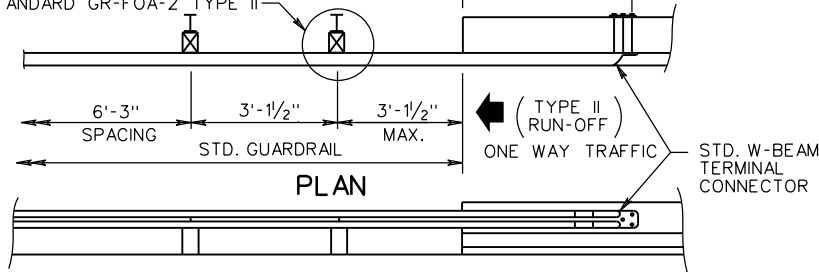 STANDARD GR-FOA-2 TYPE II
6'-3"
SPACING
3'-1½"
3'-1½"
MAX.
STD. GUARDRAIL
( TYPE II
RUN-OFF )
ONE WAY TRAFFIC
STD. W-BEAM
TERMINAL
CONNECTOR
PLAN